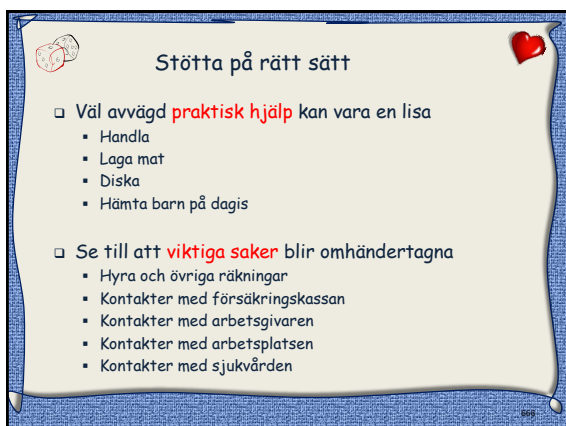 Stötta på rätt sätt
Väl avvägd praktisk hjälp kan vara en lisa
Handla
Laga mat
Diska
Hämta barn på dagis
Se till att viktiga saker blir omhändertagna
Hyra och övriga räkningar
Kontakter med försäkringskassan
Kontakter med arbetsgivaren
Kontakter med arbetsplatsen
Kontakter med sjukvården
666